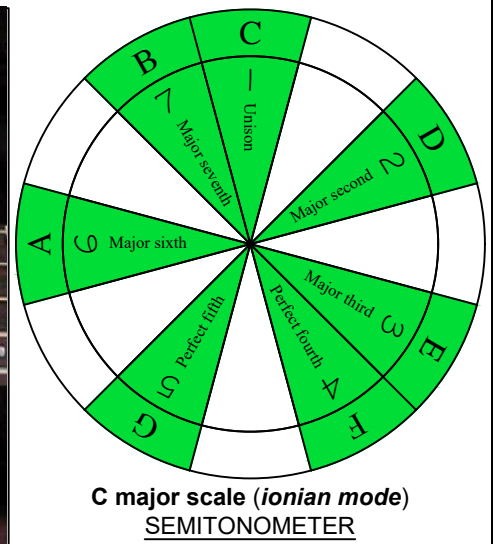 C
1
Unison
D
2
Major second
E
3
Major third
F
4
Perfect fourth
G
5
Perfect fifth
A
6
Major sixth
B
7
Major seventh
C major scale (ionian mode)
SEMITONOMETER